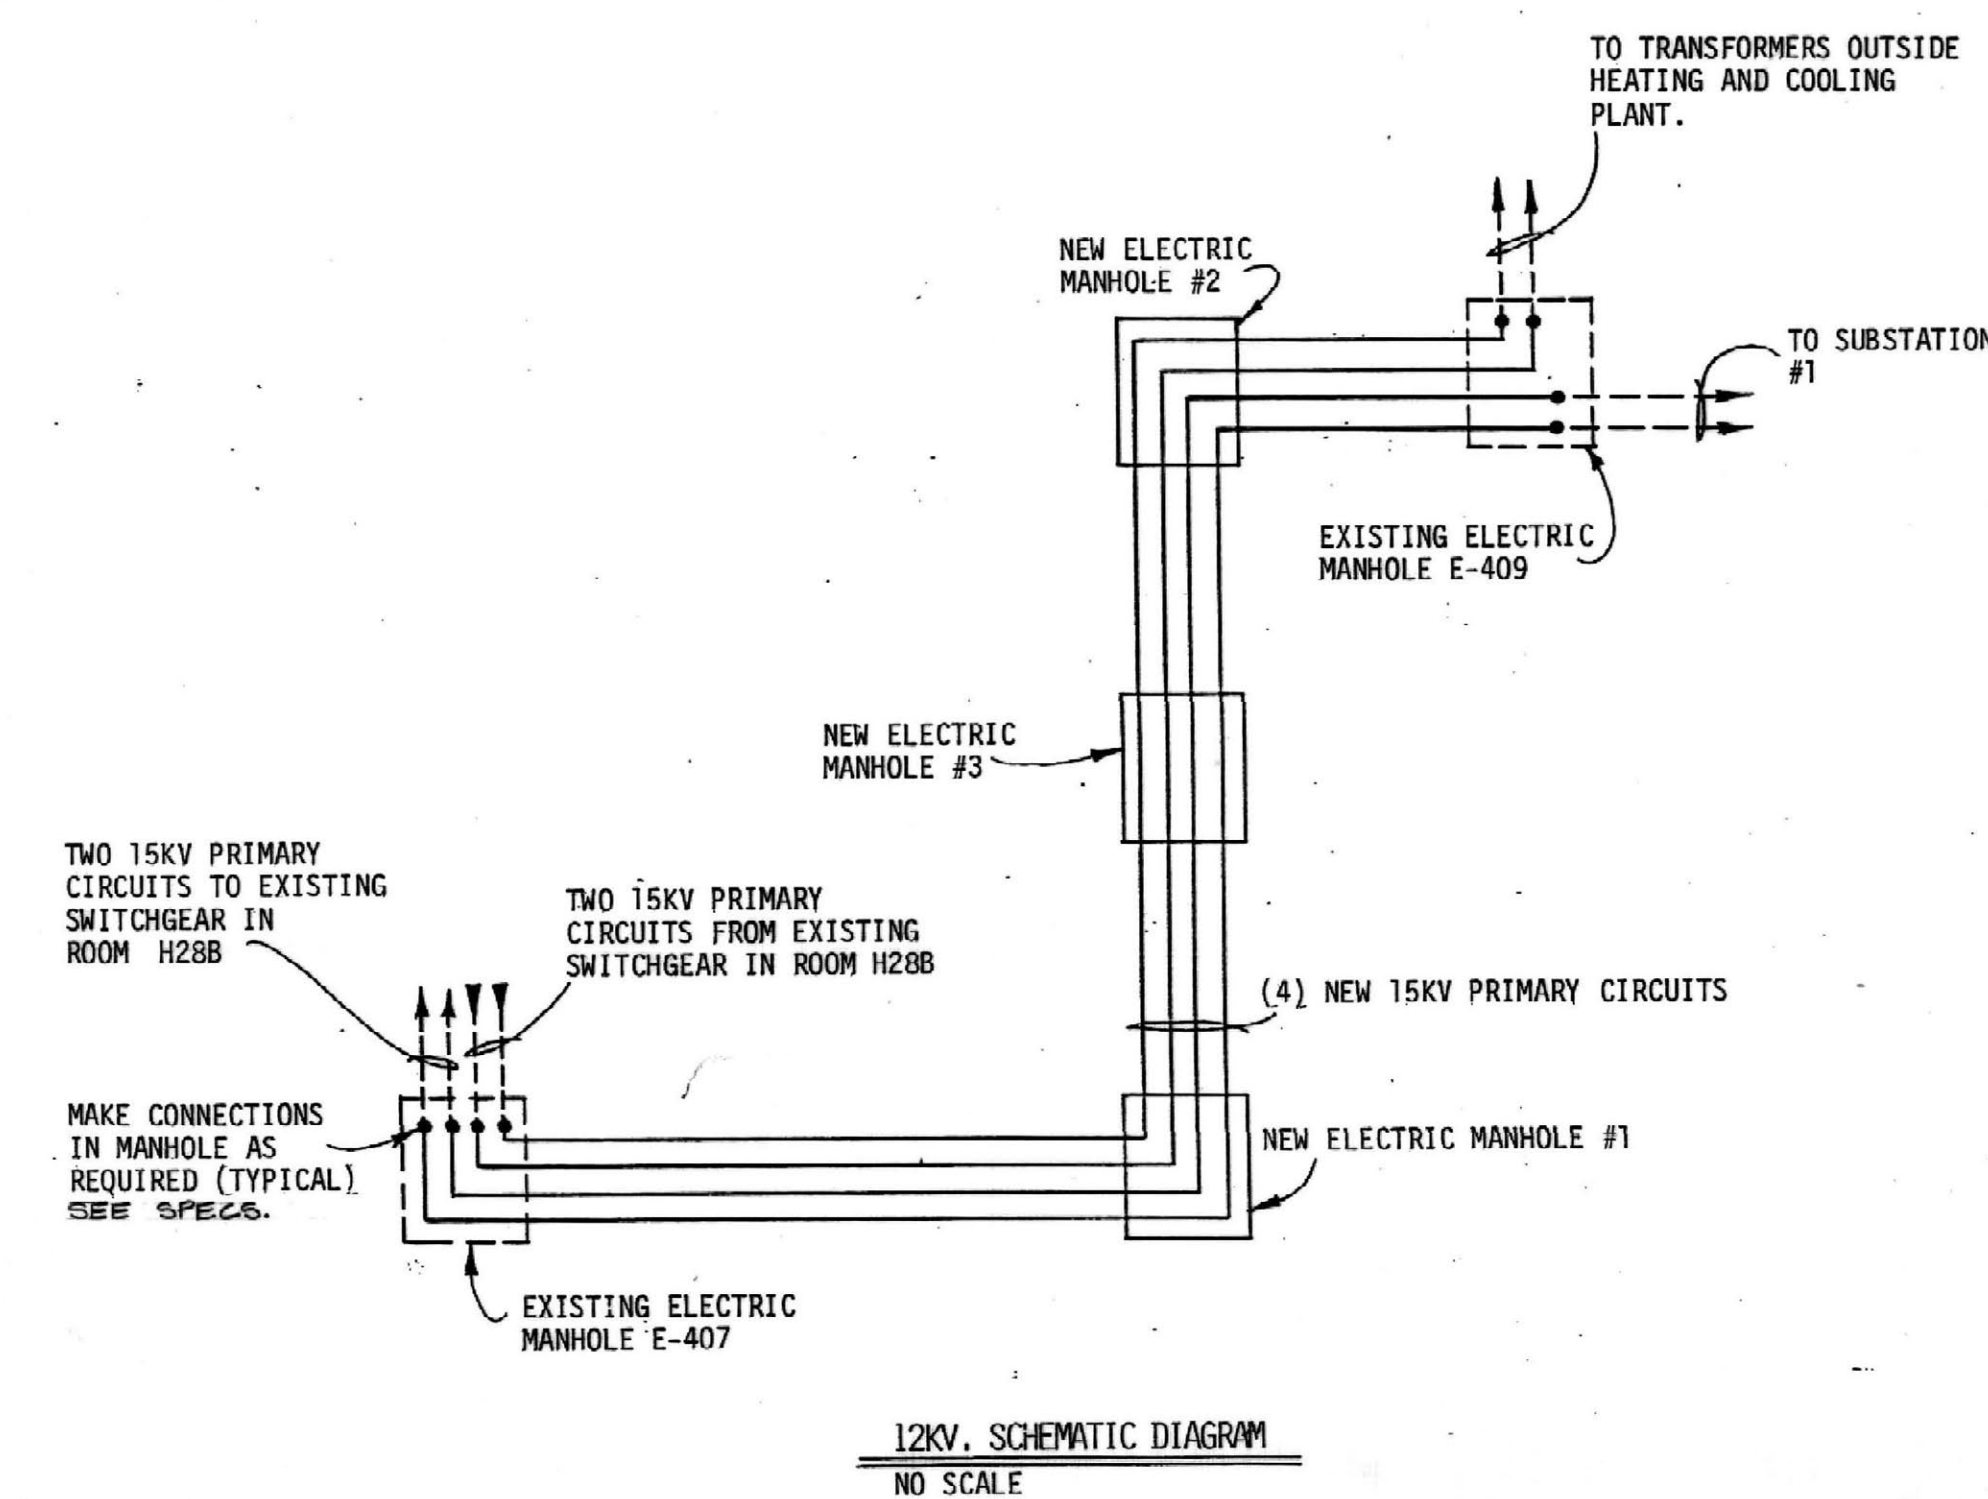 TO TRANSFORMERS OUTSIDE
HEATING AND COOLING
PLANT.
NEW ELECTRIC
MANHOLE #2
TO SUBSTATION
#1
EXISTING ELECTRIC
MANHOLE E-409
NEW ELECTRIC
MANHOLE #3
TWO 15KV PRIMARY
CIRCUITS TO EXISTING
SWITCHGEAR IN
ROOM H28B
TWO 15KV PRIMARY
CIRCUITS FROM EXISTING
SWITCHGEAR IN ROOM H28B
(4) NEW 15KV PRIMARY CIRCUITS
MAKE CONNECTIONS
IN MANHOLE AS
REQUIRED (TYPICAL)
SEE SPECS.
NEW ELECTRIC MANHOLE #1
EXISTING ELECTRIC
MANHOLE E-407
12KV. SCHEMATIC DIAGRAM
NO SCALE